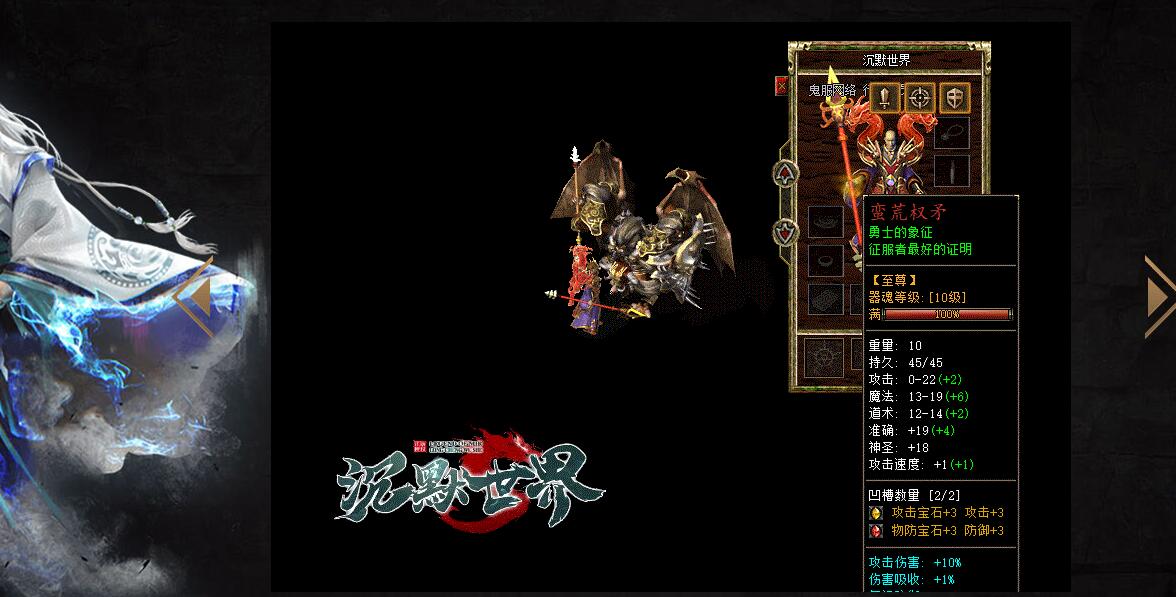 沉默世界
鬼服网络
蛮荒权矛
勇士的象征
征服者最好的证明
【至尊】
器魂等级:[10级]
满 100%
重量: 10
持久: 45/45
攻击: 0-22(+2)
魔法: 13-19(+6)
道术: 12-14(+2)
准确: +19(+4)
神圣: +18
攻击速度: +1(+1)
凹槽数量 [2/2]
攻击宝石+3 攻击+3
物防宝石+3 防御+3
攻击伤害: +10%
伤害吸收: +1%
沉默世界